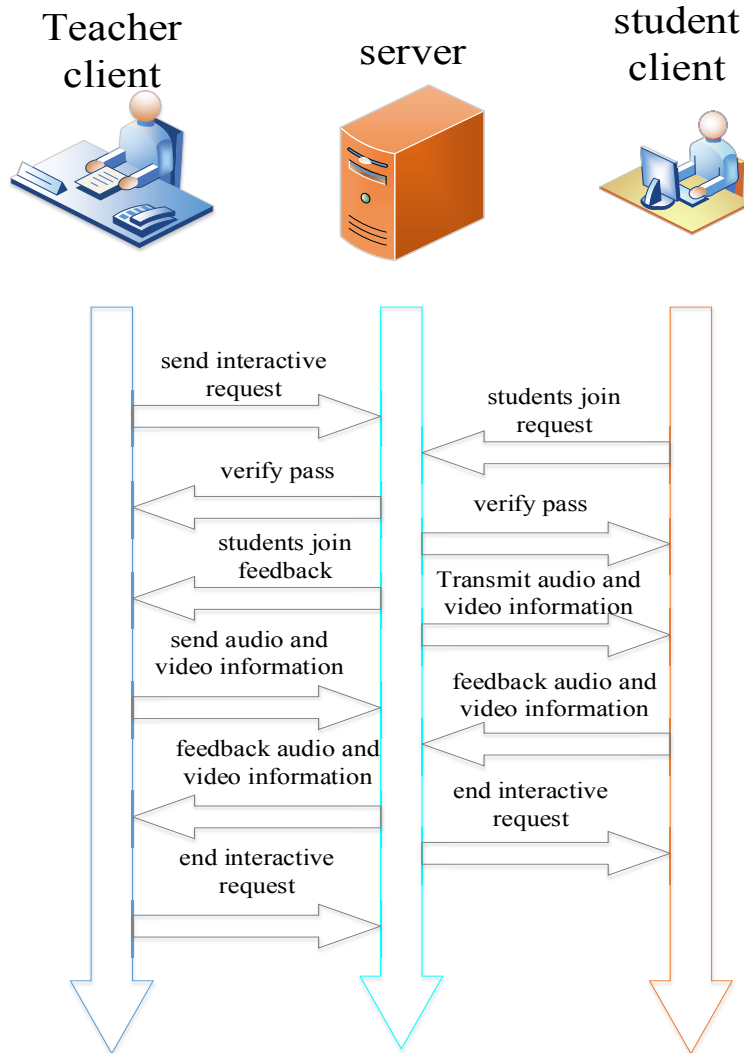 Teacher
client
server
student
client
send interactive
request
students join
request
verify pass
verify pass
students join
feedback
Transmit audio and
video information
send audio and
video information
feedback audio and
video information
feedback audio and
video information
end interactive
request
end interactive
request